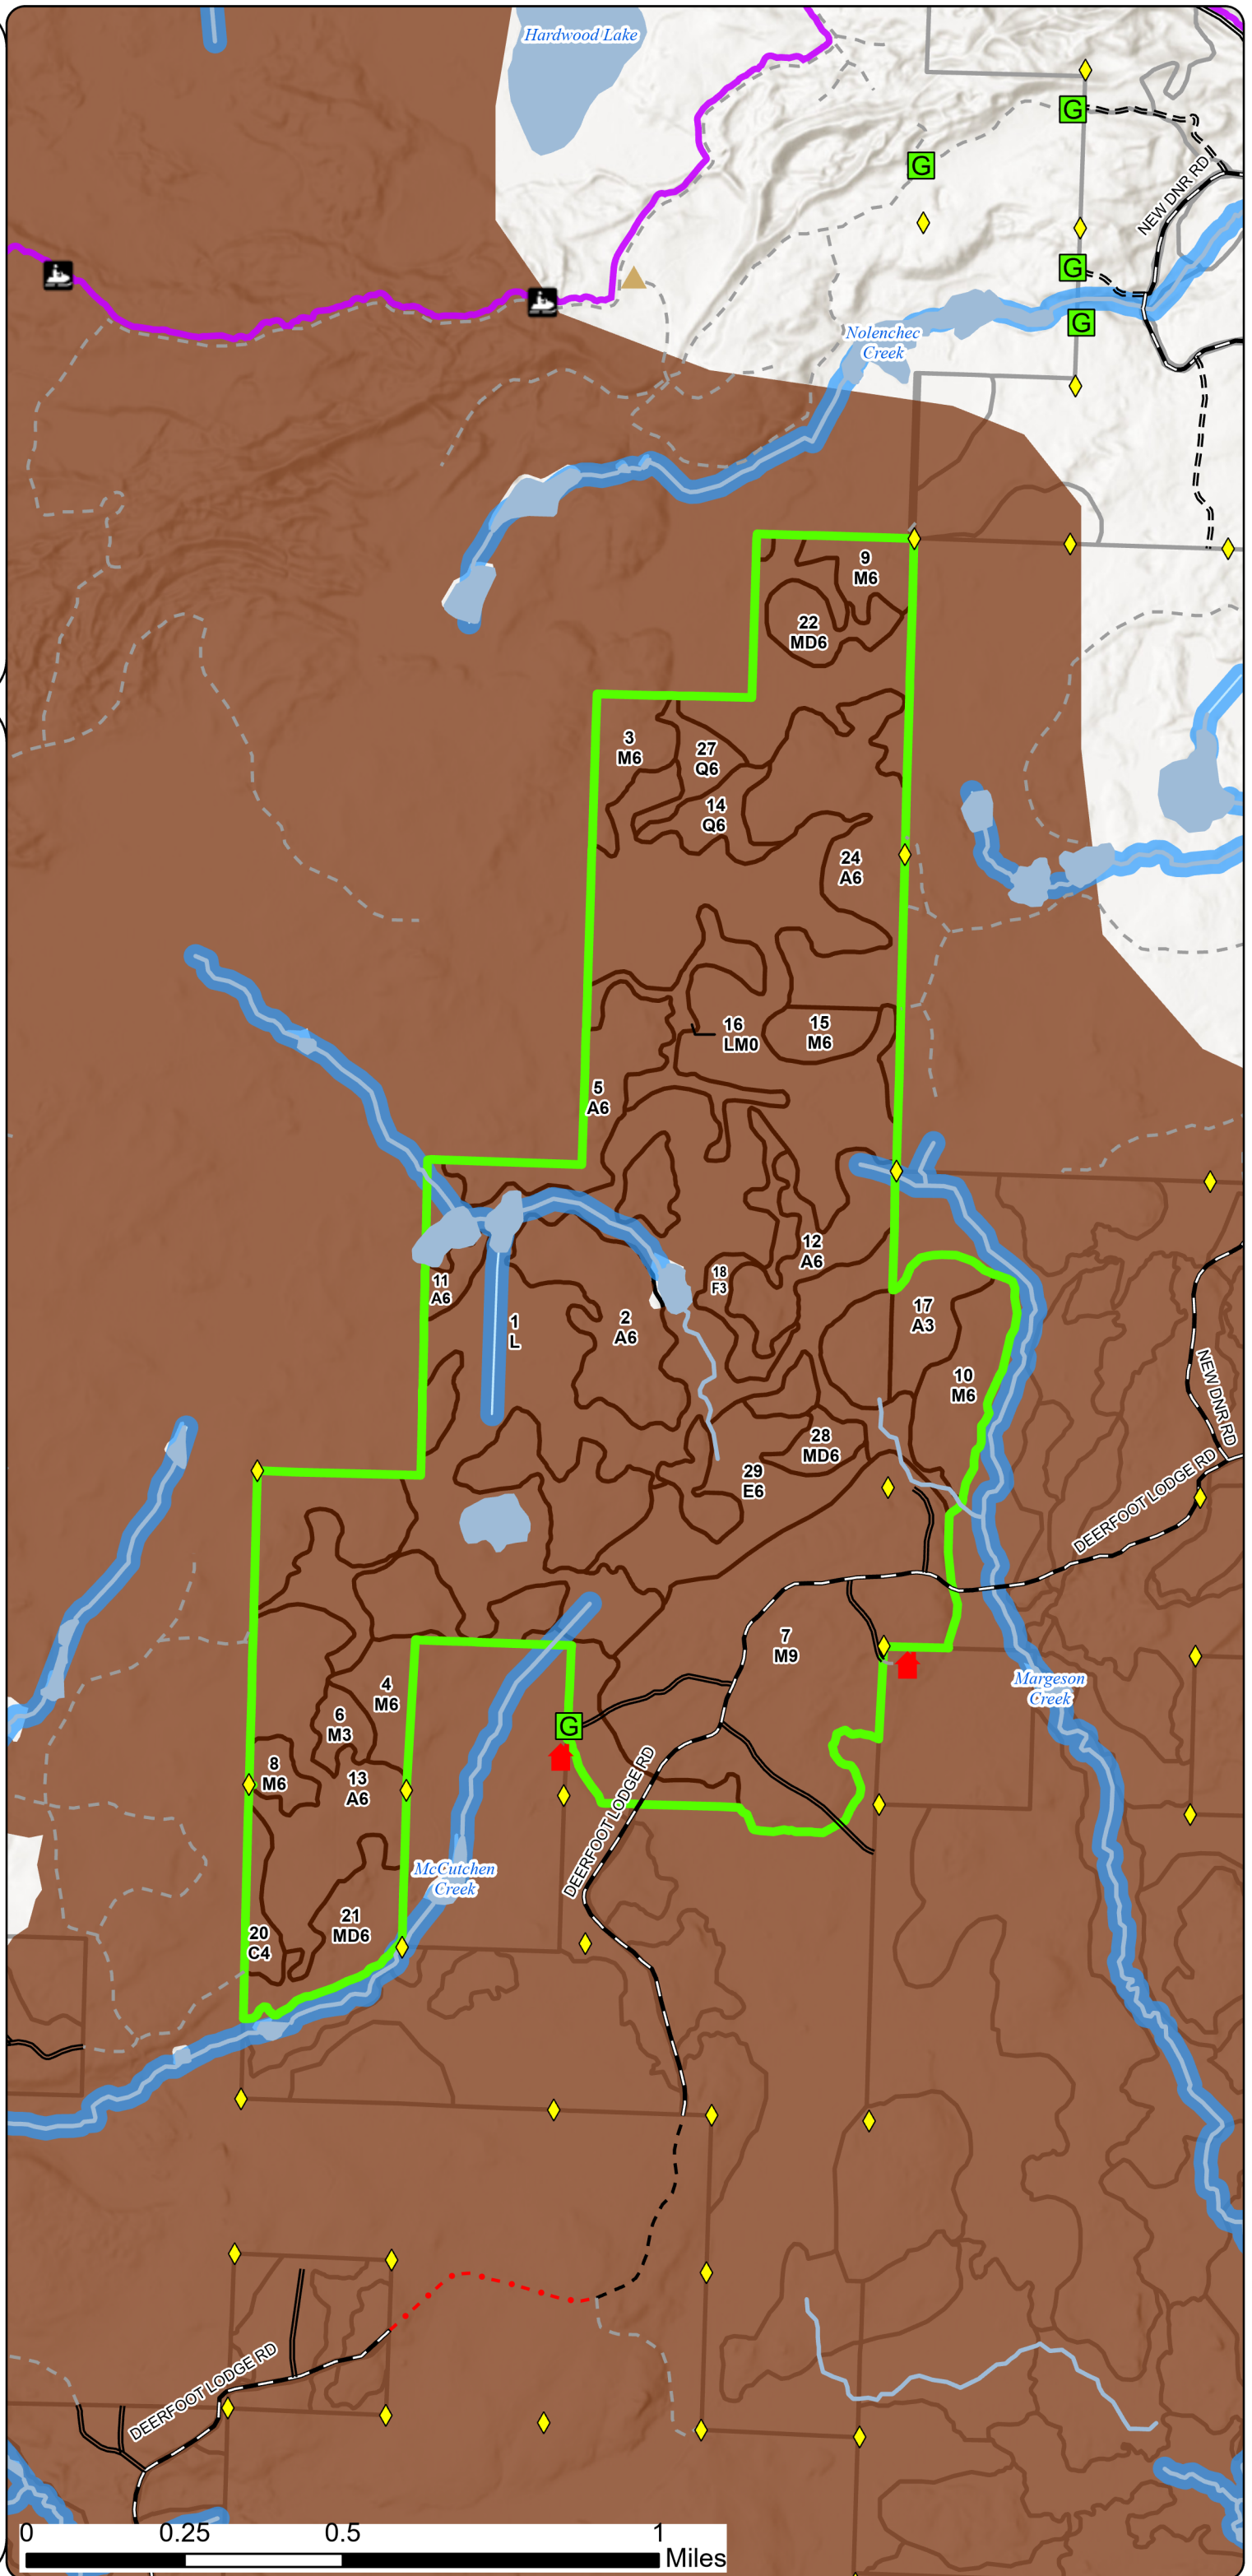 Hardwood Lake
G
G
NEW DNR RD
G
G
Nolenchec
Creek
9
M6
22
MD6
3
M6
27
Q6
14
Q6
24
A6
16
LM0
15
M6
5
A6
12
A6
11
A6
18
F3
1
L
2
A6
17
A3
10
M6
NEW DNR RD
28
MD6
29
E6
DEERFOOT LODGE RD
7
M9
4
M6
Margeson
Creek
6
M3
G
8
M6
13
A6
DEERFOOT LODGE RD
McCutchen
Creek
21
MD6
20
C4
DEERFOOT LODGE RD
0 0.25 0.5 1
Miles